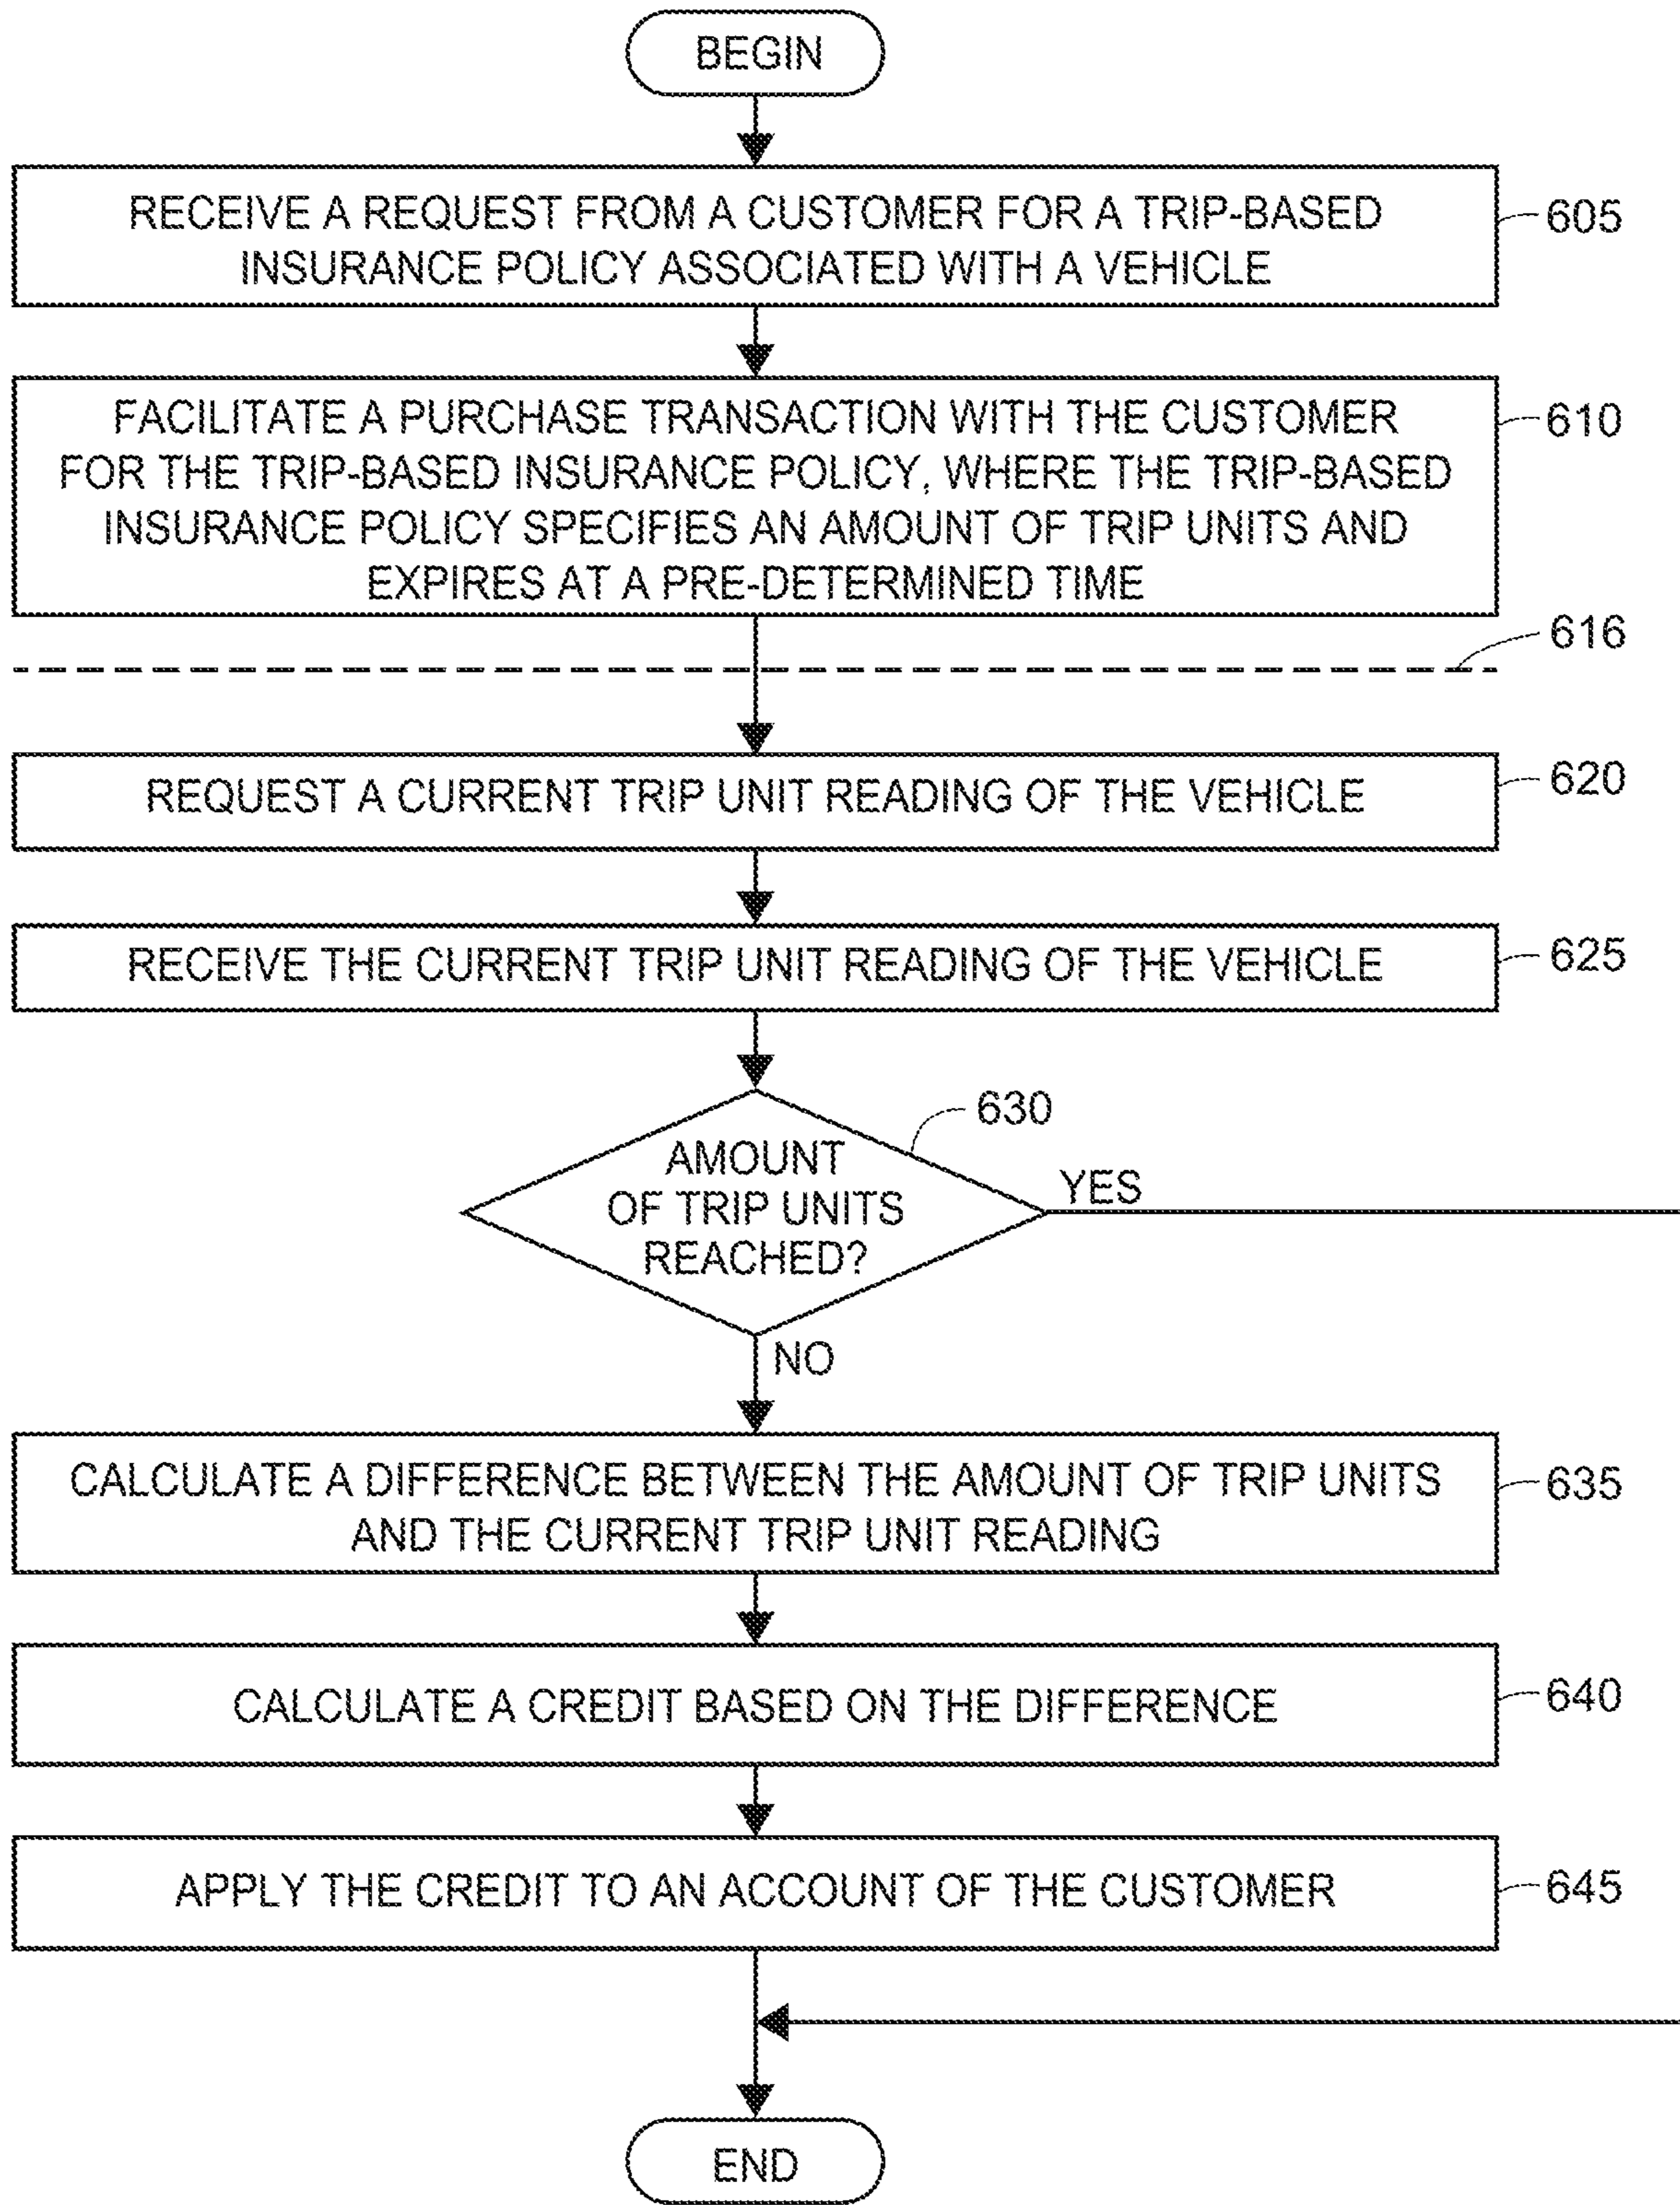 BEGIN
RECEIVE A REQUEST FROM A CUSTOMER FOR A TRIP-BASED
INSURANCE POLICY ASSOCIATED WITH A VEHICLE
605
FACILITATE A PURCHASE TRANSACTION WITH THE CUSTOMER
FOR THE TRIP-BASED INSURANCE POLICY, WHERE THE TRIP-BASED
INSURANCE POLICY SPECIFIES AN AMOUNT OF TRIP UNITS AND
EXPIRES AT A PRE-DETERMINED TIME
610
616
REQUEST A CURRENT TRIP UNIT READING OF THE VEHICLE
620
RECEIVE THE CURRENT TRIP UNIT READING OF THE VEHICLE
625
630
AMOUNT
OF TRIP UNITS
REACHED?
YES
NO
CALCULATE A DIFFERENCE BETWEEN THE AMOUNT OF TRIP UNITS
AND THE CURRENT TRIP UNIT READING
635
CALCULATE A CREDIT BASED ON THE DIFFERENCE
640
APPLY THE CREDIT TO AN ACCOUNT OF THE CUSTOMER
645
END